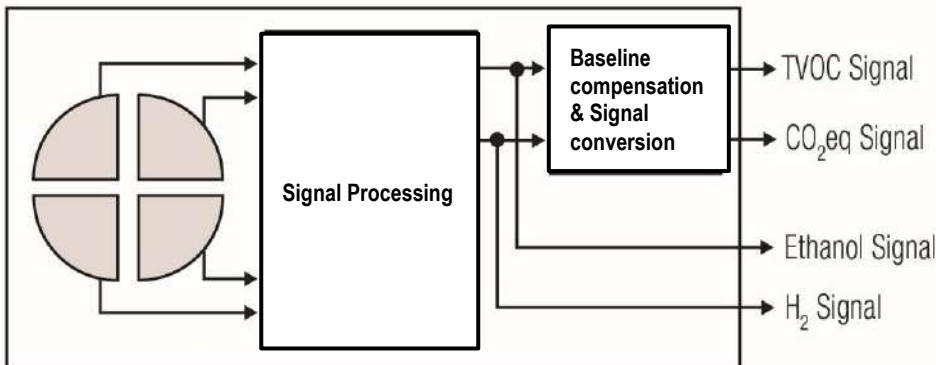 Baseline
compensation
& Signal
conversion
Signal Processing
TVOC Signal
CO₂eq Signal
Ethanol Signal
H₂ Signal